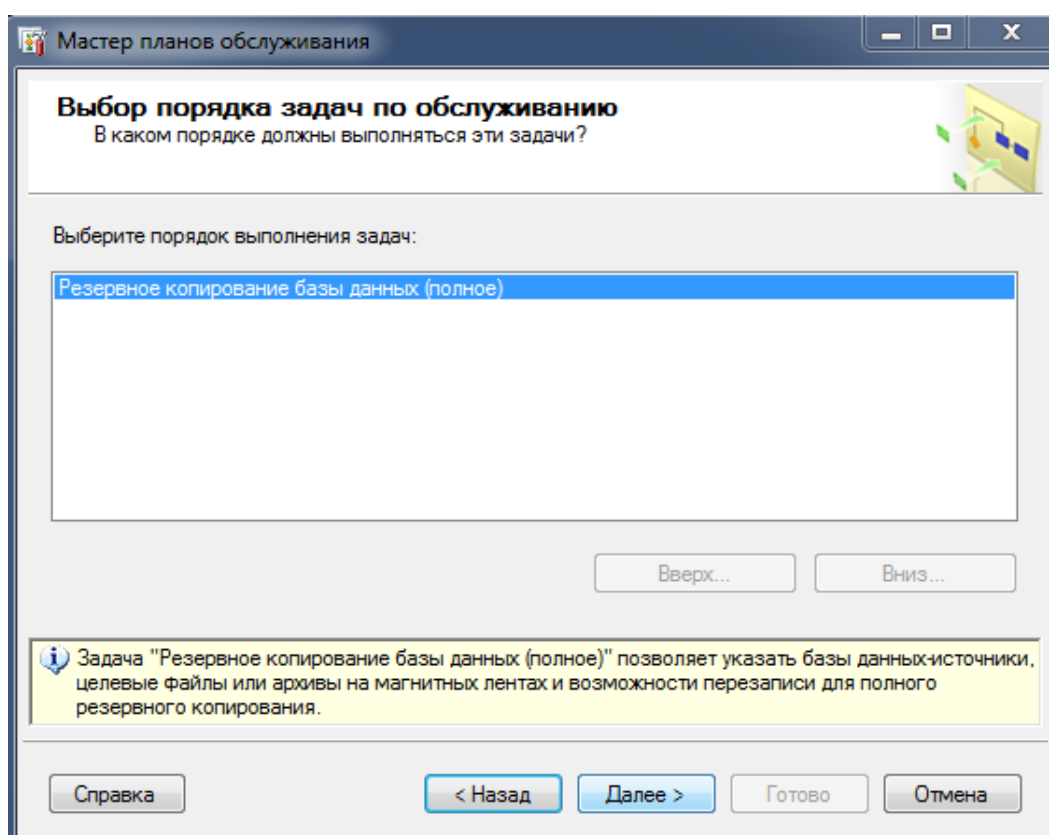 Мастер планов обслуживания
Выбор порядка задач по обслуживанию
В каком порядке должны выполняться эти задачи?
Выберите порядок выполнения задач:
Резервное копирование базы данных (полное)
Вверх...
Вниз...
Задача "Резервное копирование базы данных (полное)" позволяет указать базы данных-источники,
целевые файлы или архивы на магнитных лентах и возможности перезаписи для полного
резервного копирования.
Справка
< Назад
Далее >
Готово
Отмена